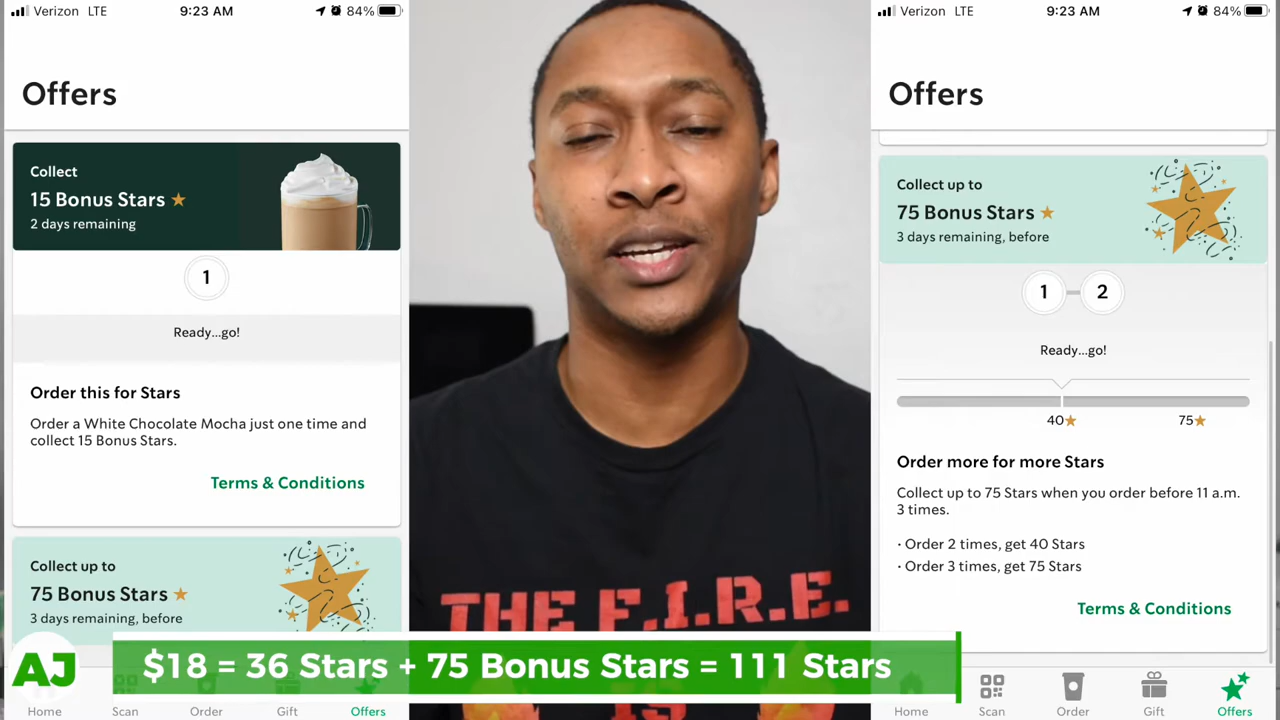 Verizon LTE 9:23 AM 84%
Offers
Collect
15 Bonus Stars
2 days remaining
1
Ready...go!
Order this for Stars
Order a White Chocolate Mocha just one time and
collect 15 Bonus Stars.
Terms & Conditions
Collect up to
75 Bonus Stars
3 days remaining, before
Home Scan Order Gift Offers
THE F.I.R.E.
IS
AJ
$18 = 36 Stars + 75 Bonus Stars = 111 Stars
Verizon LTE 9:23 AM 84%
Offers
Collect up to
75 Bonus Stars
3 days remaining, before
1 2
Ready...go!
40 75
Order more for more Stars
Collect up to 75 Stars when you order before 11 a.m.
3 times.
• Order 2 times, get 40 Stars
• Order 3 times, get 75 Stars
Terms & Conditions
Home Scan Order Gift Offers